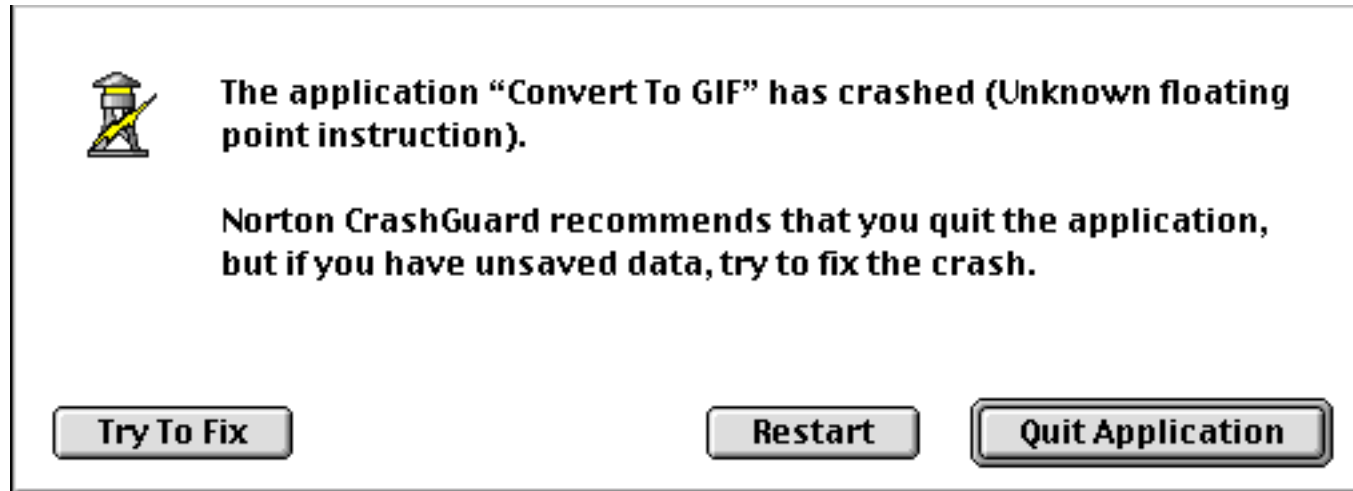 The application “Convert To GIF” has crashed (Unknown floating
point instruction).
Norton CrashGuard recommends that you quit the application,
but if you have unsaved data, try to fix the crash.
Try To Fix
Restart
Quit Application